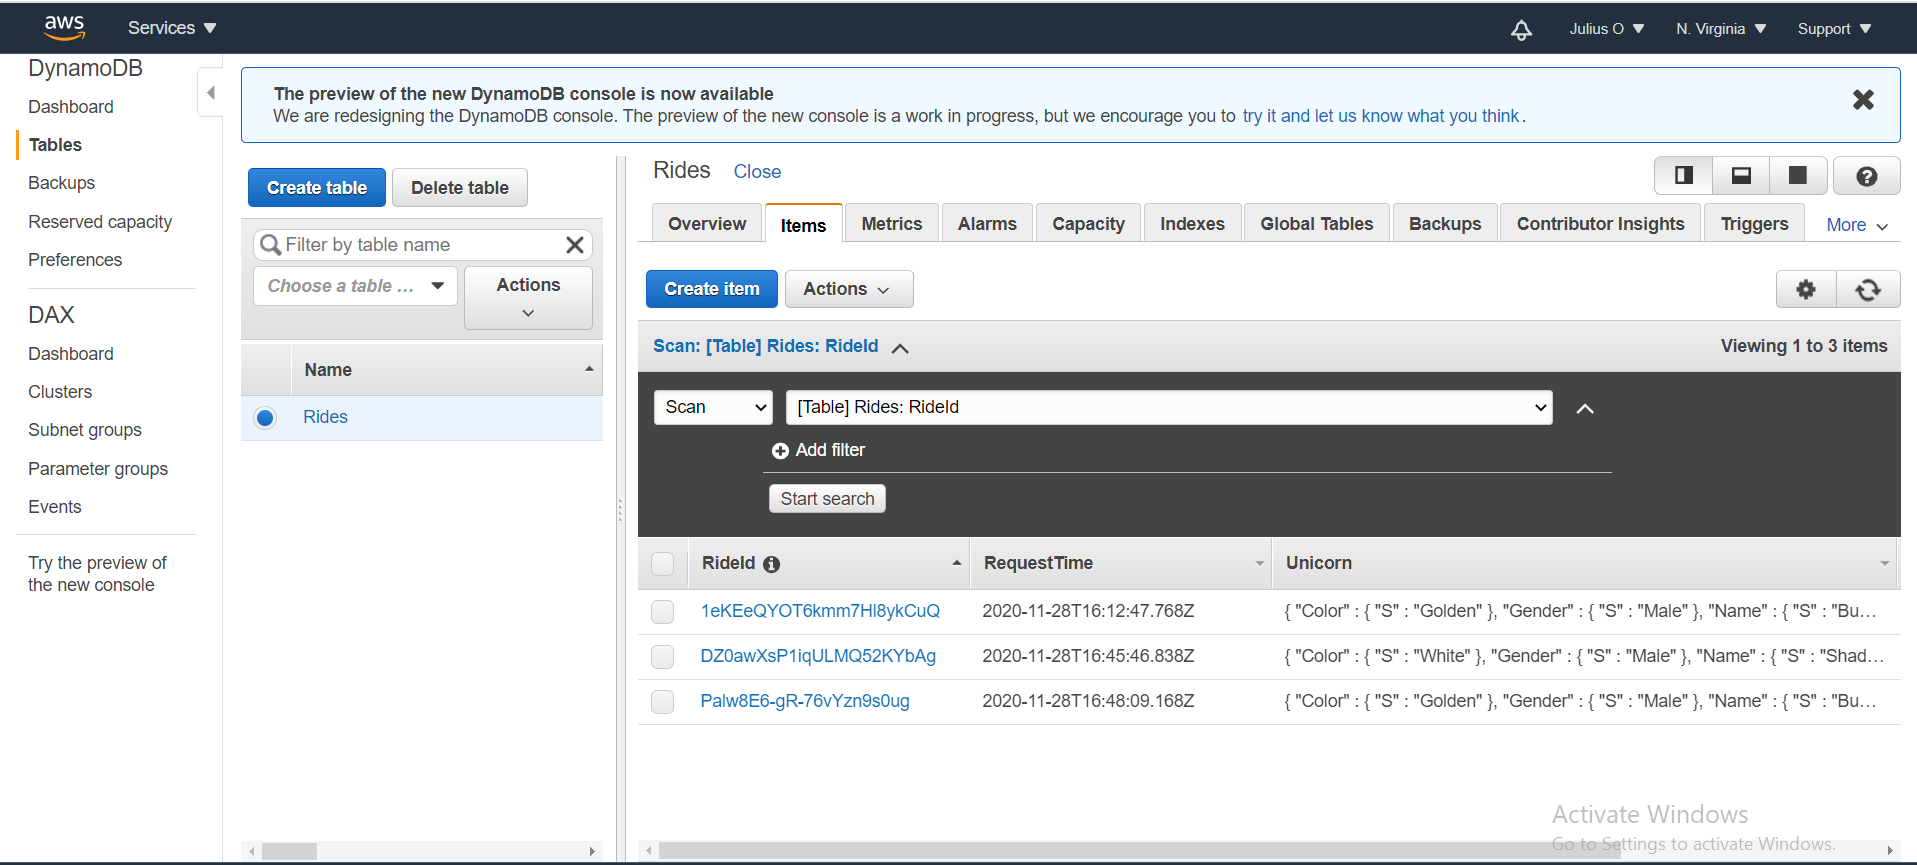 aws
Services
Julius O
N. Virginia
Support
DynamoDB
Dashboard
Tables
Backups
Reserved capacity
Preferences
DAX
Dashboard
Clusters
Subnet groups
Parameter groups
Events
Try the preview of
the new console
The preview of the new DynamoDB console is now available
We are redesigning the DynamoDB console. The preview of the new console is a work in progress, but we encourage you to try it and let us know what you think.
Create table
Delete table
Filter by table name
Choose a table ...
Actions
Name
Rides
Rides Close
Overview
Items
Metrics
Alarms
Capacity
Indexes
Global Tables
Backups
Contributor Insights
Triggers
More
Create item
Actions
Scan: [Table] Rides: RideId
Viewing 1 to 3 items
Scan
[Table] Rides: RideId
Add filter
Start search
RideId RequestTime Unicorn
1eKEeQYOT6kmm7Hl8ykCuQ 2020-11-28T16:12:47.768Z { "Color" : { "S" : "Golden" }, "Gender" : { "S" : "Male" }, "Name" : { "S" : "Bu...
DZ0awXsP1iqULMQ52KYbAg 2020-11-28T16:45:46.838Z { "Color" : { "S" : "White" }, "Gender" : { "S" : "Male" }, "Name" : { "S" : "Shad...
Palw8E6-gR-76vYzn9s0ug 2020-11-28T16:48:09.168Z { "Color" : { "S" : "Golden" }, "Gender" : { "S" : "Male" }, "Name" : { "S" : "Bu...
Activate Windows
Go to Settings to activate Windows.